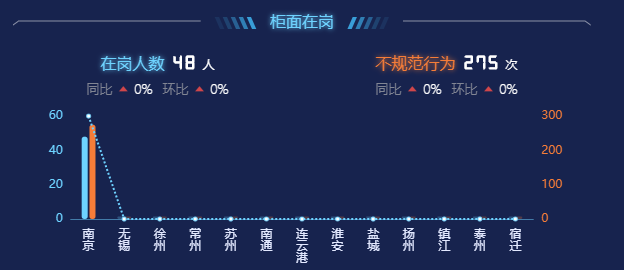 柜面在岗
在岗人数 48 人
不规范行为 275 次
同比 0% 环比 0%
同比 0% 环比 0%
60 300
40 200
20 100
0 0
南京 无锡 徐州 常州 苏州 南通 连云港 淮安 盐城 扬州 镇江 泰州 宿迁